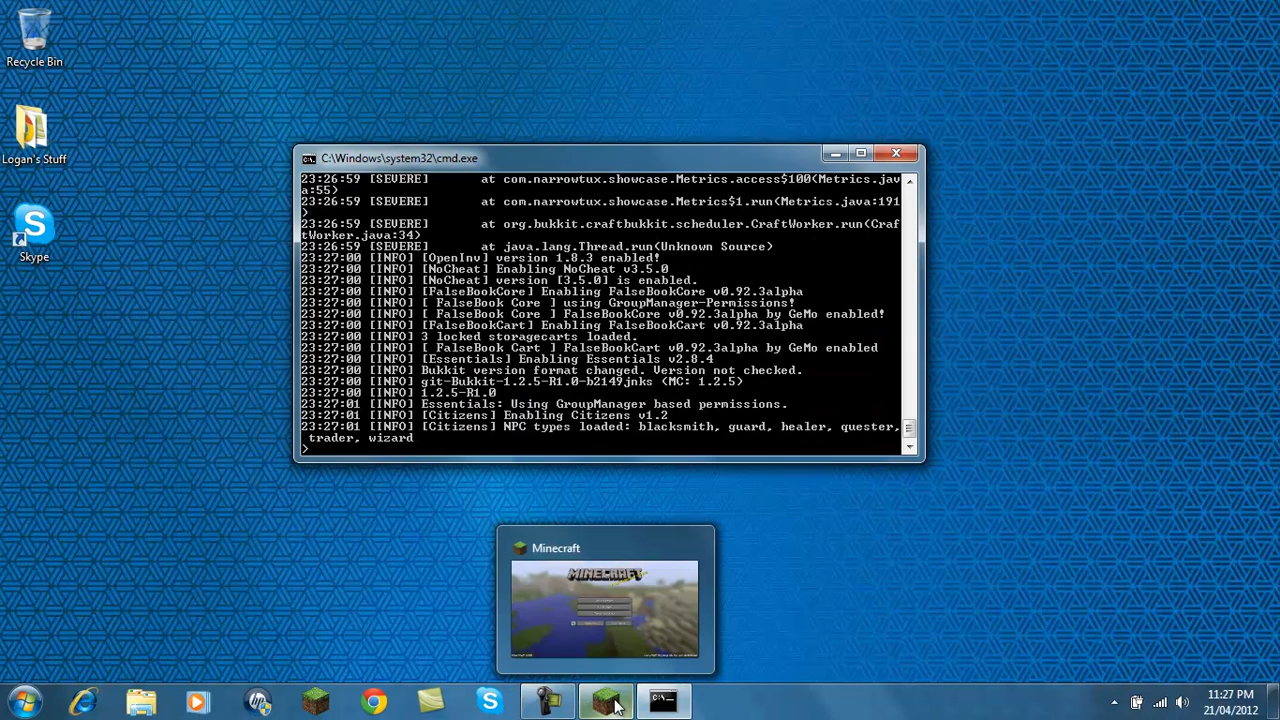 Recycle Bin
Logan's Stuff
Skype
C:\Windows\system32\cmd.exe
23:26:59 [SEVERE]       at com.narrowtux.showcase.Metrics.access$100(Metrics.jav
a:55)
23:26:59 [SEVERE]       at com.narrowtux.showcase.Metrics$1.run(Metrics.java:191
)
23:26:59 [SEVERE]       at org.bukkit.craftbukkit.scheduler.CraftWorker.run(Craf
tWorker.java:34)
23:26:59 [SEVERE]       at java.lang.Thread.run(Unknown Source)
23:27:00 [INFO] [OpenInv] version 1.8.3 enabled!
23:27:00 [INFO] [NoCheat] Enabling NoCheat v3.5.0
23:27:00 [INFO] [NoCheat] version [3.5.0] is enabled.
23:27:00 [INFO] [FalseBookCore] Enabling FalseBookCore v0.92.3alpha
23:27:00 [INFO] [ FalseBook Core ] using GroupManager-Permissions!
23:27:00 [INFO] [ FalseBook Core ] FalseBookCore v0.92.3alpha by GeMo enabled!
23:27:00 [INFO] [FalseBookCart] Enabling FalseBookCart v0.92.3alpha
23:27:00 [INFO] 3 locked storagecarts loaded.
23:27:00 [INFO] [ FalseBook Cart ] FalseBookCart v0.92.3alpha by GeMo enabled
23:27:00 [INFO] [Essentials] Enabling Essentials v2.8.4
23:27:00 [INFO] Bukkit version format changed. Version not checked.
23:27:00 [INFO] git-Bukkit-1.2.5-R1.0-b2149jnks (MC: 1.2.5)
23:27:00 [INFO] 1.2.5-R1.0
23:27:01 [INFO] Essentials: Using GroupManager based permissions.
23:27:01 [INFO] [Citizens] Enabling Citizens v1.2
23:27:01 [INFO] [Citizens] NPC types loaded: blacksmith, guard, healer, quester,
 trader, wizard
>
Minecraft
MINECRAFT
11:27 PM
21/04/2012